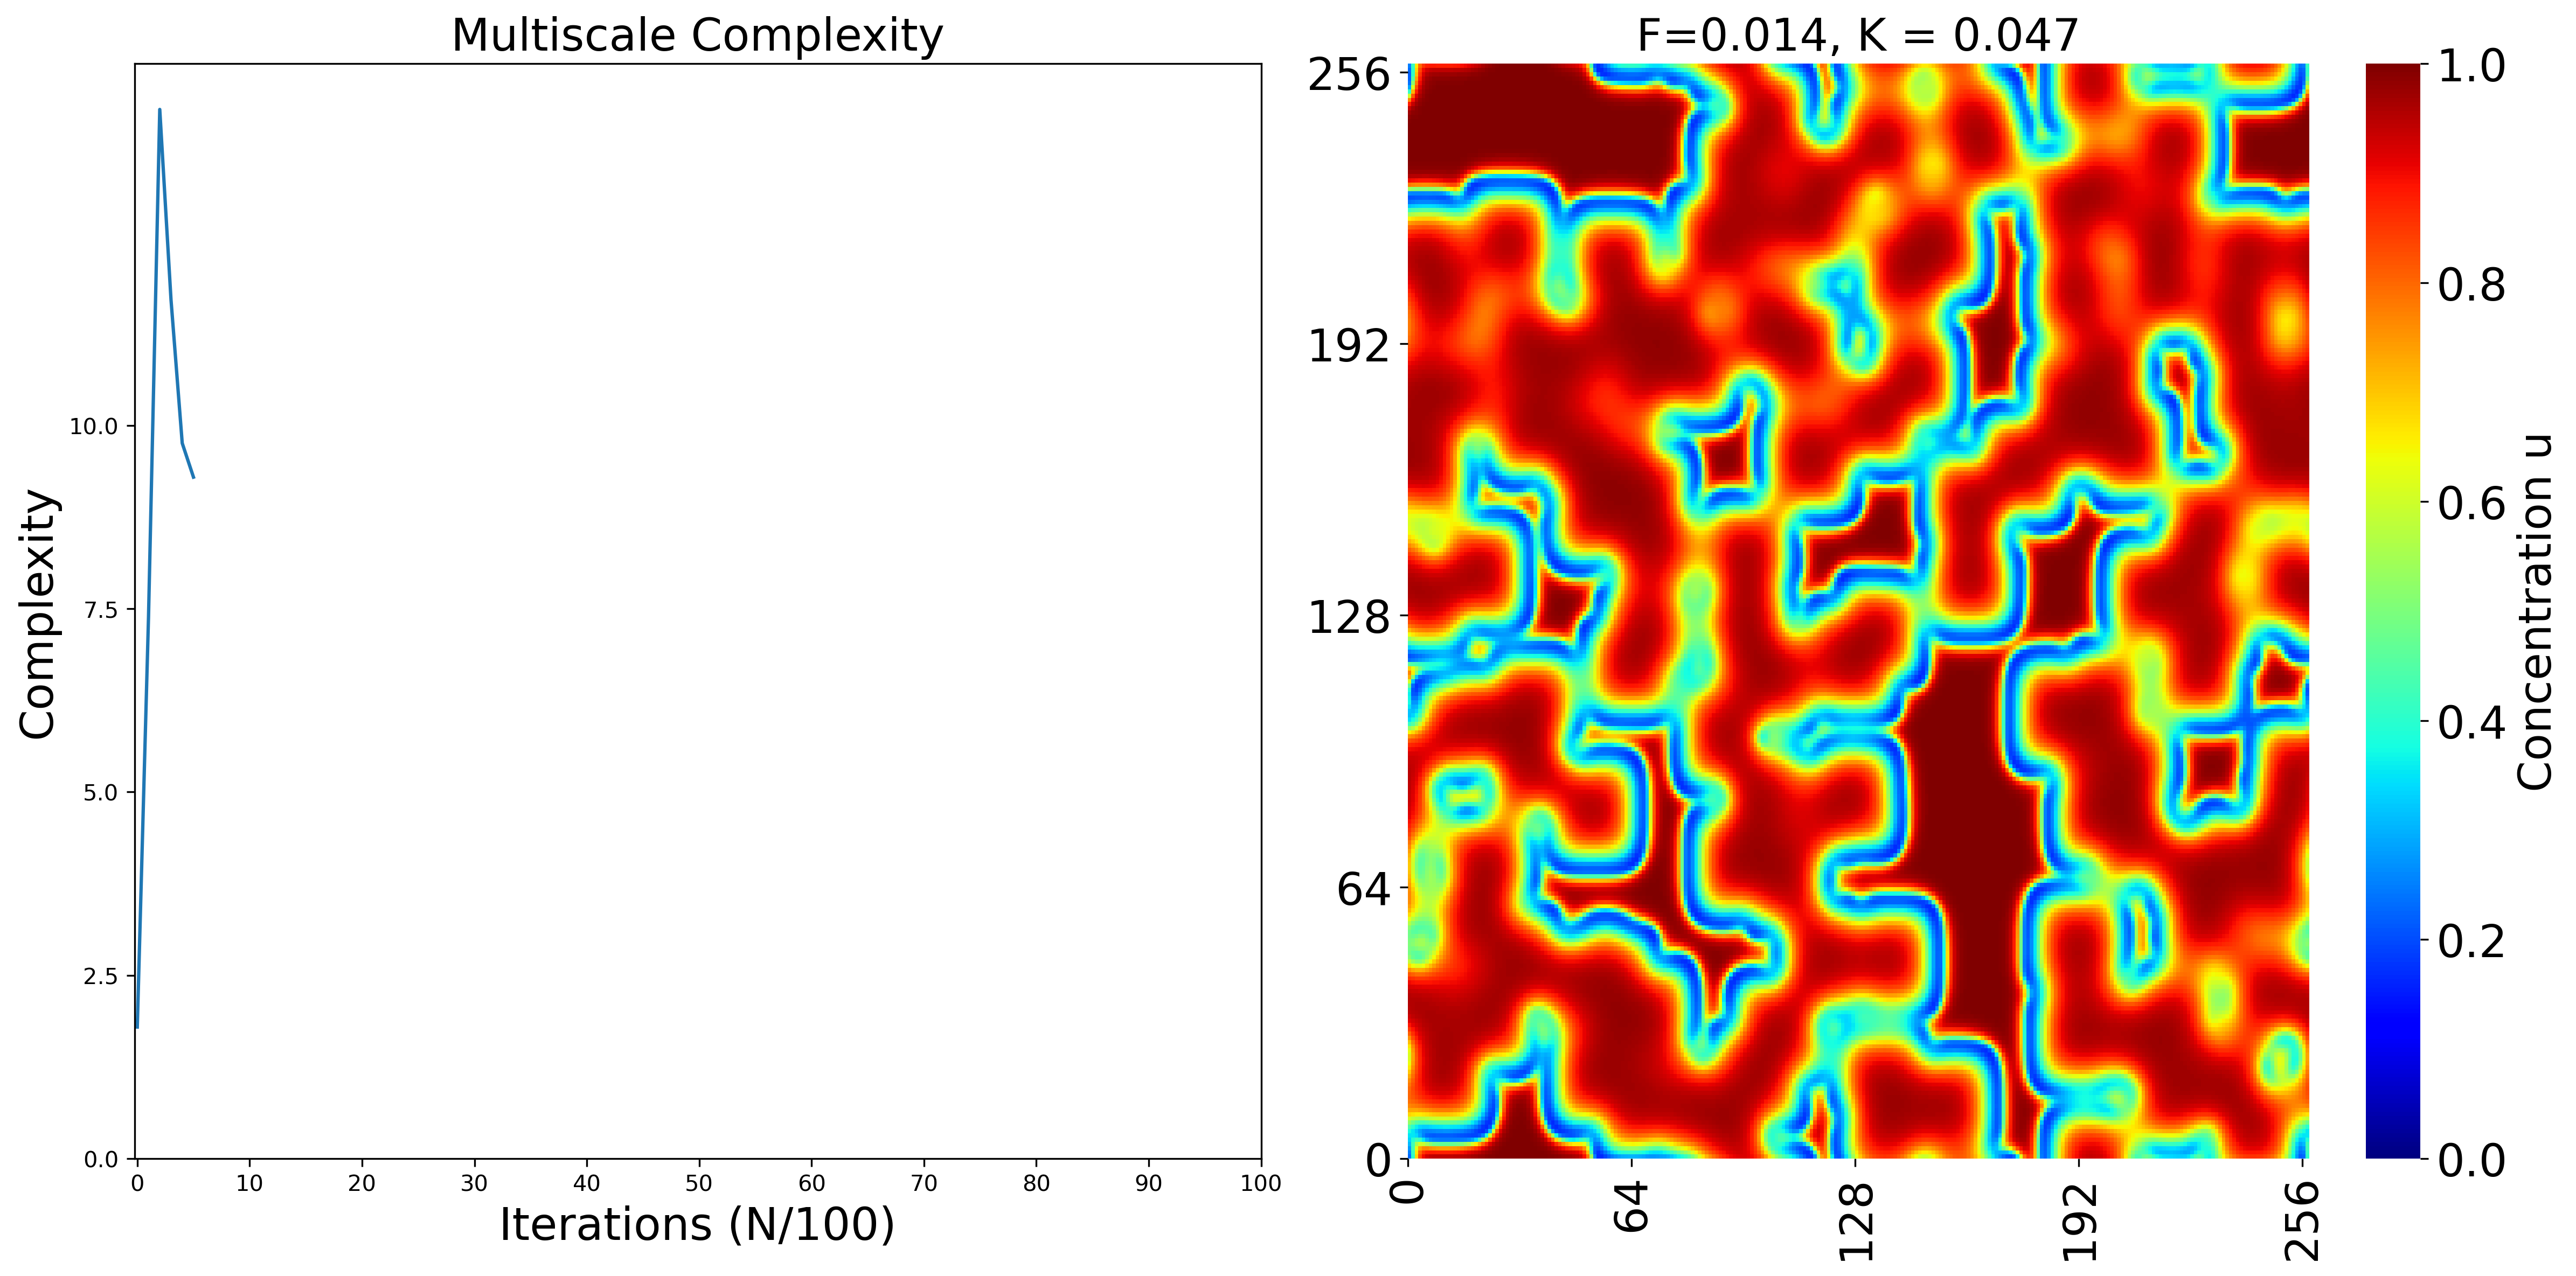 Multiscale Complexity
Complexity
10.0
7.5
5.0
2.5
0.0
0 10 20 30 40 50 60 70 80 90 100
Iterations (N/100)
F=0.014, K = 0.047
256
192
128
64
0
0 64 128 192 256
1.0
0.8
0.6
0.4
0.2
0.0
Concentration u